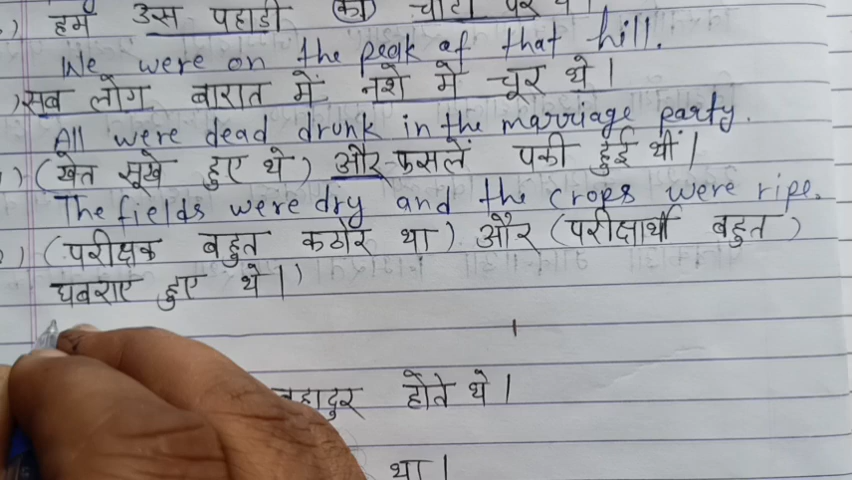 ) हम उस पहाड़ी की चोटी पर थे।
We were on the peak of that hill.
) सब लोग बारात में नशे मे चूर थे।
All were dead drunk in the marriage party.
) (खेत सूखे हुए थे) और फसलें पकी हुई थीं।
The fields were dry and the crops were ripe.
) (परीक्षक बहुत कठोर था) और (परीक्षार्थी बहुत)
घबराए हुए थे।)
बहादुर होते थे।
था।